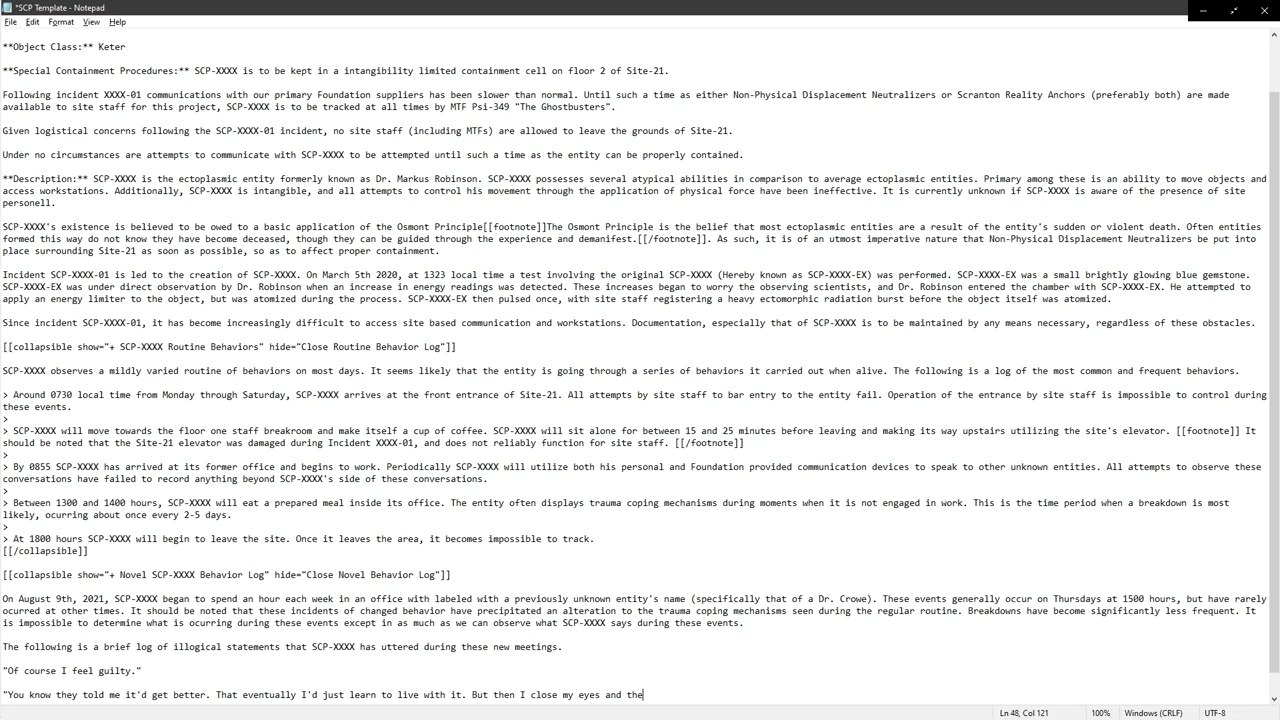 *SCP Template - Notepad
File Edit Format View Help
**Object Class:** Keter
**Special Containment Procedures:** SCP-XXXX is to be kept in a intangibility limited containment cell on floor 2 of Site-21.
Following incident XXXX-01 communications with our primary Foundation suppliers has been slower than normal. Until such a time as either Non-Physical Displacement Neutralizers or Scranton Reality Anchors (preferably both) are made
available to site staff for this project, SCP-XXXX is to be tracked at all times by MTF Psi-349 "The Ghostbusters".
Given logistical concerns following the SCP-XXXX-01 incident, no site staff (including MTFs) are allowed to leave the grounds of Site-21.
Under no circumstances are attempts to communicate with SCP-XXXX to be attempted until such a time as the entity can be properly contained.
**Description:** SCP-XXXX is the ectoplasmic entity formerly known as Dr. Markus Robinson. SCP-XXXX possesses several atypical abilities in comparison to average ectoplasmic entities. Primary among these is an ability to move objects and
access workstations. Additionally, SCP-XXXX is intangible, and all attempts to control his movement through the application of physical force have been ineffective. It is currently unknown if SCP-XXXX is aware of the presence of site
personell.
SCP-XXXX's existence is believed to be owed to a basic application of the Osmont Principle[[footnote]]The Osmont Principle is the belief that most ectoplasmic entities are a result of the entity's sudden or violent death. Often entities
formed this way do not know they have become deceased, though they can be guided through the experience and demanifest.[[/footnote]]. As such, it is of an utmost imperative nature that Non-Physical Displacement Neutralizers be put into
place surrounding Site-21 as soon as possible, so as to affect proper containment.
Incident SCP-XXXX-01 is led to the creation of SCP-XXXX. On March 5th 2020, at 1323 local time a test involving the original SCP-XXXX (Hereby known as SCP-XXXX-EX) was performed. SCP-XXXX-EX was a small brightly glowing blue gemstone.
SCP-XXXX-EX was under direct observation by Dr. Robinson when an increase in energy readings was detected. These increases began to worry the observing scientists, and Dr. Robinson entered the chamber with SCP-XXXX-EX. He attempted to
apply an energy limiter to the object, but was atomized during the process. SCP-XXXX-EX then pulsed once, with site staff registering a heavy ectomorphic radiation burst before the object itself was atomized.
Since incident SCP-XXXX-01, it has become increasingly difficult to access site based communication and workstations. Documentation, especially that of SCP-XXXX is to be maintained by any means necessary, regardless of these obstacles.
[[collapsible show="+ SCP-XXXX Routine Behaviors" hide="Close Routine Behavior Log"]]
SCP-XXXX observes a mildly varied routine of behaviors on most days. It seems likely that the entity is going through a series of behaviors it carried out when alive. The following is a log of the most common and frequent behaviors.
> Around 0730 local time from Monday through Saturday, SCP-XXXX arrives at the front entrance of Site-21. All attempts by site staff to bar entry to the entity fail. Operation of the entrance by site staff is impossible to control during
these events.
>
> SCP-XXXX will move towards the floor one staff breakroom and make itself a cup of coffee. SCP-XXXX will sit alone for between 15 and 25 minutes before leaving and making its way upstairs utilizing the site's elevator. [[footnote]] It
should be noted that the Site-21 elevator was damaged during Incident XXXX-01, and does not reliably function for site staff. [[/footnote]]
>
> By 0855 SCP-XXXX has arrived at its former office and begins to work. Periodically SCP-XXXX will utilize both his personal and Foundation provided communication devices to speak to other unknown entities. All attempts to observe these
conversations have failed to record anything beyond SCP-XXXX's side of these conversations.
>
> Between 1300 and 1400 hours, SCP-XXXX will eat a prepared meal inside its office. The entity often displays trauma coping mechanisms during moments when it is not engaged in work. This is the time period when a breakdown is most
likely, ocurring about once every 2-5 days.
>
> At 1800 hours SCP-XXXX will begin to leave the site. Once it leaves the area, it becomes impossible to track.
[[/collapsible]]
[[collapsible show="+ Novel SCP-XXXX Behavior Log" hide="Close Novel Behavior Log"]]
On August 9th, 2021, SCP-XXXX began to spend an hour each week in an office with labeled with a previously unknown entity's name (specifically that of a Dr. Crowe). These events generally occur on Thursdays at 1500 hours, but have rarely
ocurred at other times. It should be noted that these incidents of changed behavior have precipitated an alteration to the trauma coping mechanisms seen during the regular routine. Breakdowns have become significantly less frequent. It
is impossible to determine what is ocurring during these events except in as much as we can observe what SCP-XXXX says during these events.
The following is a brief log of illogical statements that SCP-XXXX has uttered during these new meetings.
"Of course I feel guilty."
"You know they told me it'd get better. That eventually I'd just learn to live with it. But then I close my eyes and the
Ln 48, Col 121 100% Windows (CRLF) UTF-8